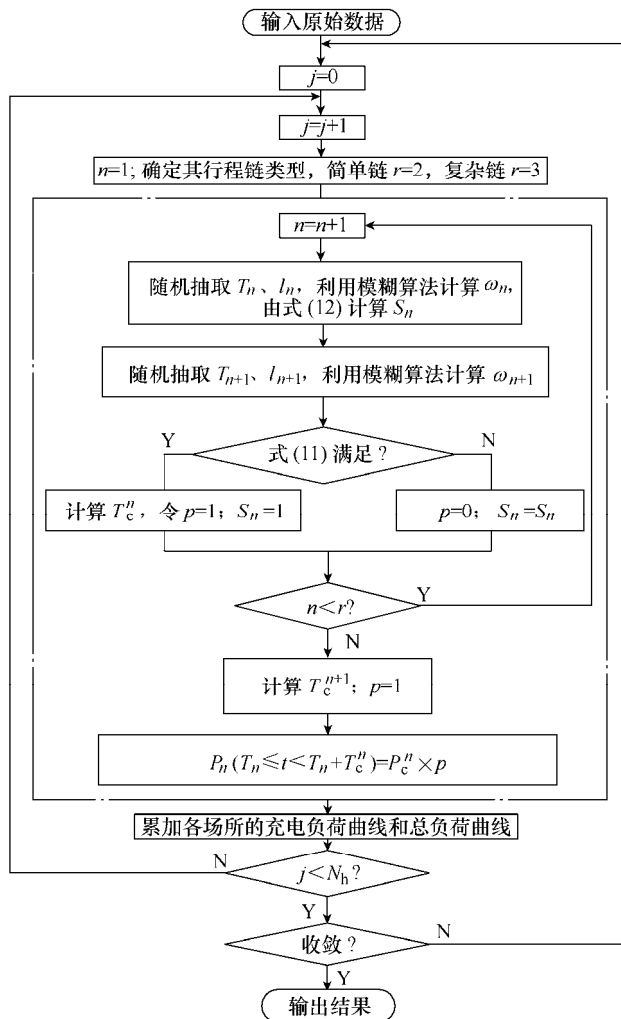 输入原始数据
j=0
j=j+1
n=1; 确定其行程链类型，简单链 r=2，复杂链 r=3
n=n+1
随机抽取 Tₙ、lₙ，利用模糊算法计算 ωₙ,
由式 (12) 计算 Sₙ
随机抽取 Tₙ₊₁、lₙ₊₁，利用模糊算法计算 ωₙ₊₁
Y
式 (11) 满足？
N
计算 T_c^n，令 p=1；Sₙ=1
p=0； Sₙ=Sₙ
n<r?
Y
N
计算 T_c^{n+1}；p=1
Pₙ(Tₙ≤t<Tₙ+T_c^n)=P_c^n×p
累加各场所的充电负荷曲线和总负荷曲线
N
j<N_h?
Y
收敛？
N
Y
输出结果